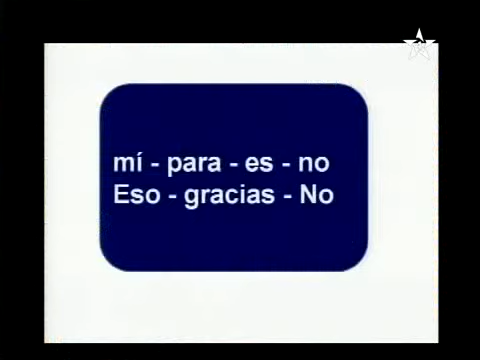 mí - para - es - no
Eso - gracias - No